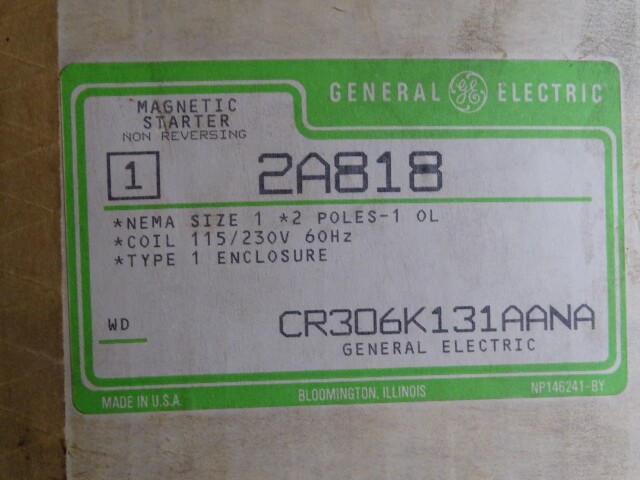 GENERAL GE ELECTRIC
MAGNETIC
STARTER
NON REVERSING
1 2A818
*NEMA SIZE 1 *2 POLES-1 OL
*COIL 115/230V 60Hz
*TYPE 1 ENCLOSURE
WD CR306K131AANA
GENERAL ELECTRIC
MADE IN U.S.A. BLOOMINGTON, ILLINOIS NP146241-BY